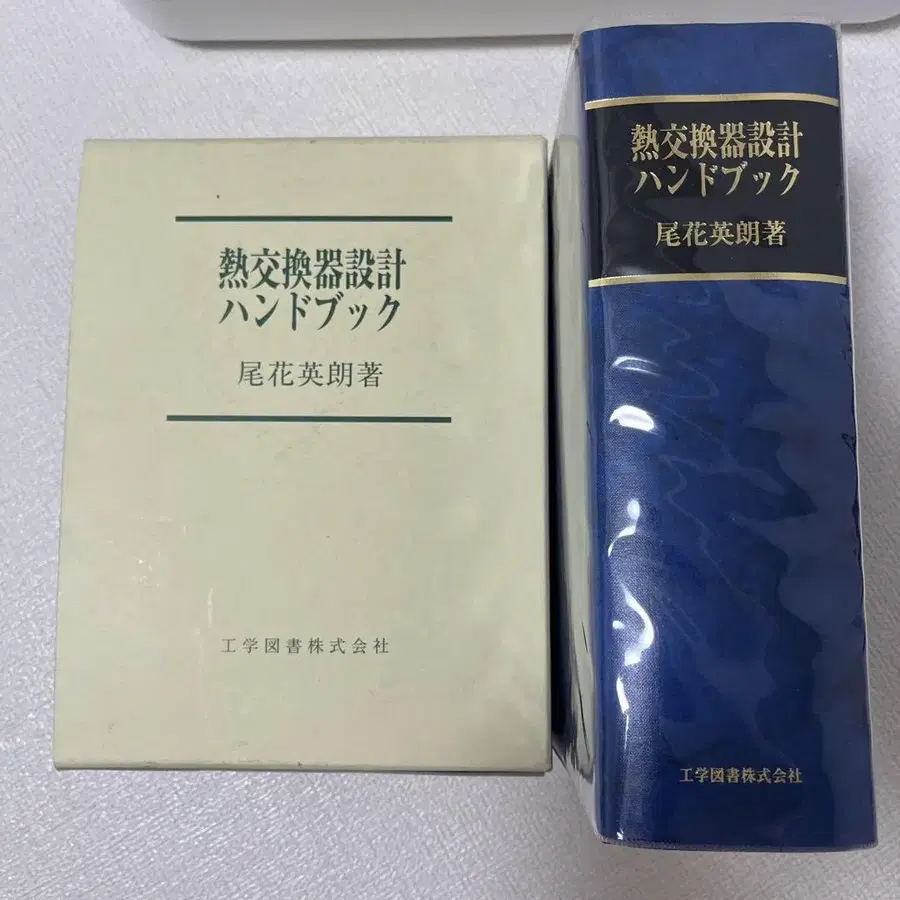 熱交換器設計
ハンドブック
尾花英朗著
工学図書株式会社
熱交換器設計
ハンドブック
尾花英朗著
工学図書株式会社